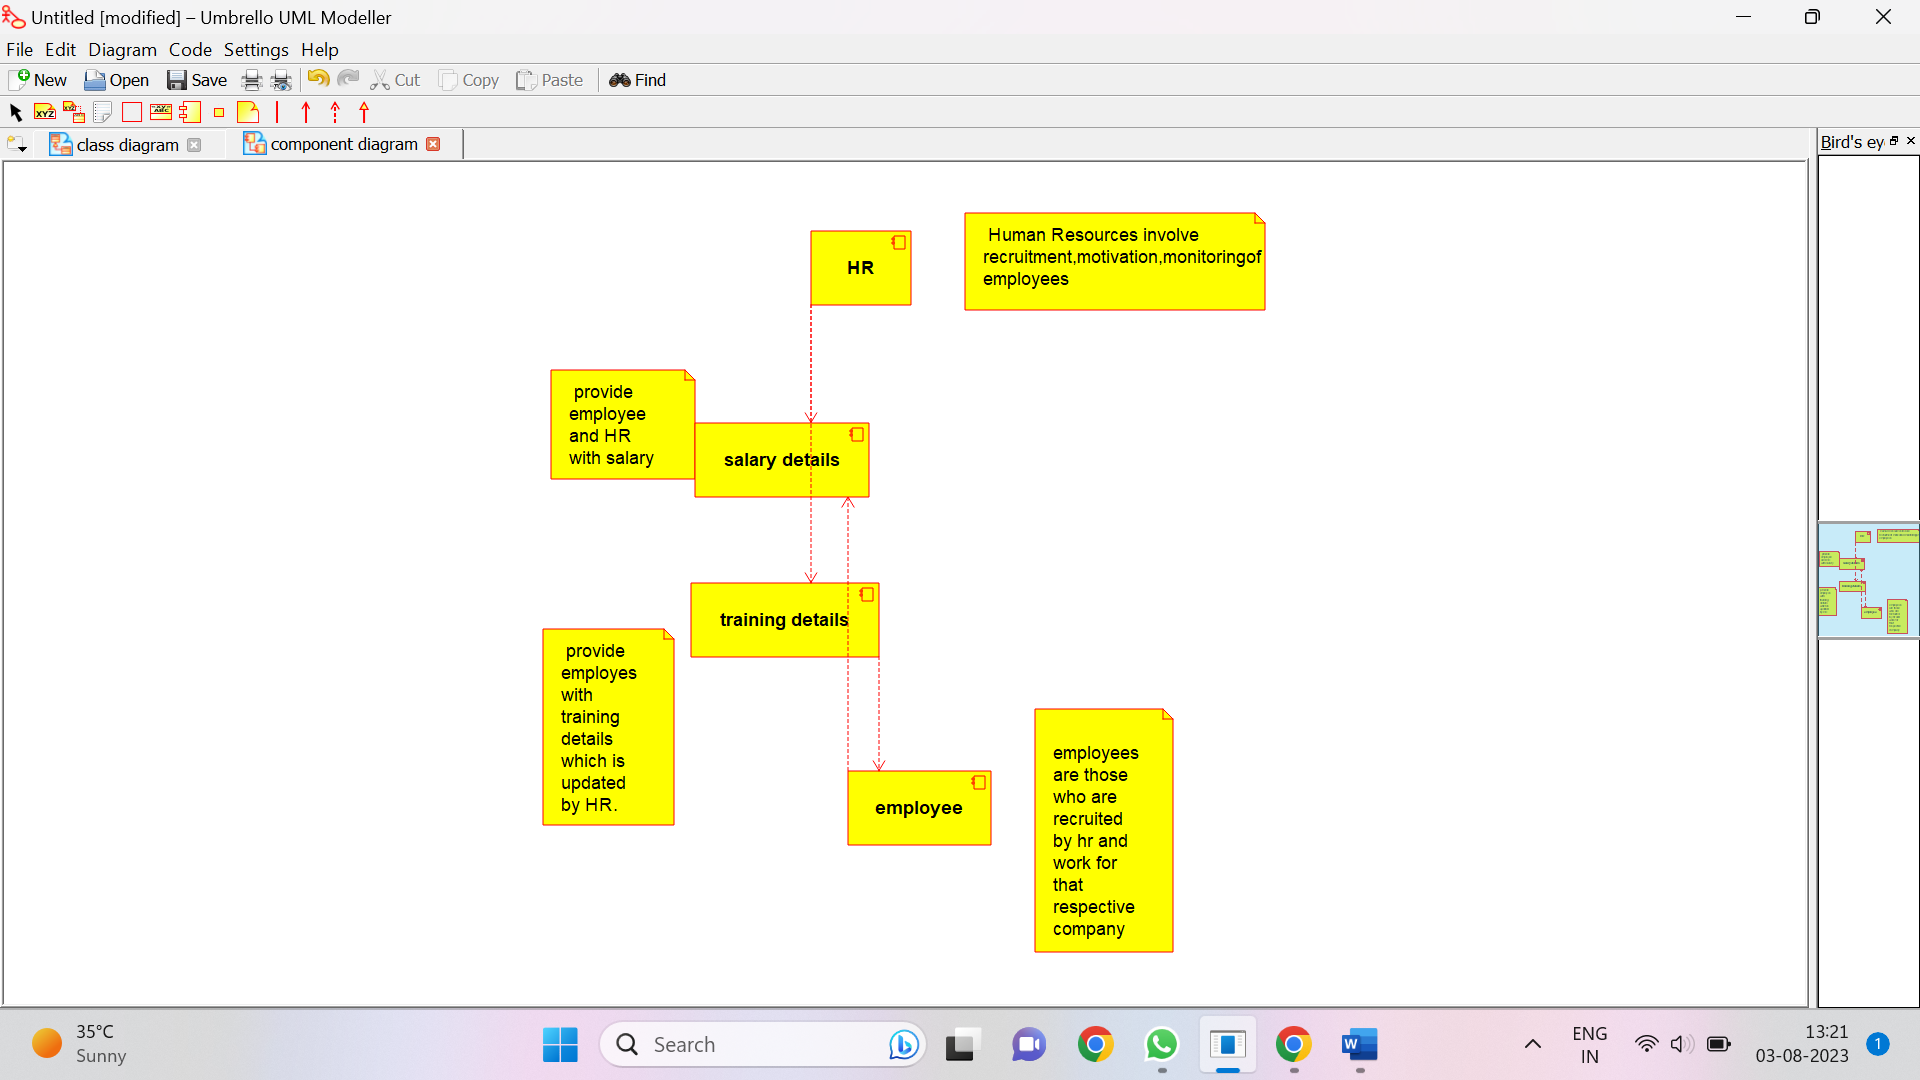 Untitled [modified] – Umbrello UML Modeller
File Edit Diagram Code Settings Help
New Open Save Cut Copy Paste Find
XYZ
class diagram component diagram
Bird's ey
HR
Human Resources involve
recruitment,motivation,monitoringof
employees
provide
employee
and HR
with salary
salary details
training details
provide
employes
with
training
details
which is
updated
by HR.
employee
employees
are those
who are
recruited
by hr and
work for
that
respective
company
35°C
Sunny
Search
ENG
IN
13:21
03-08-2023
1